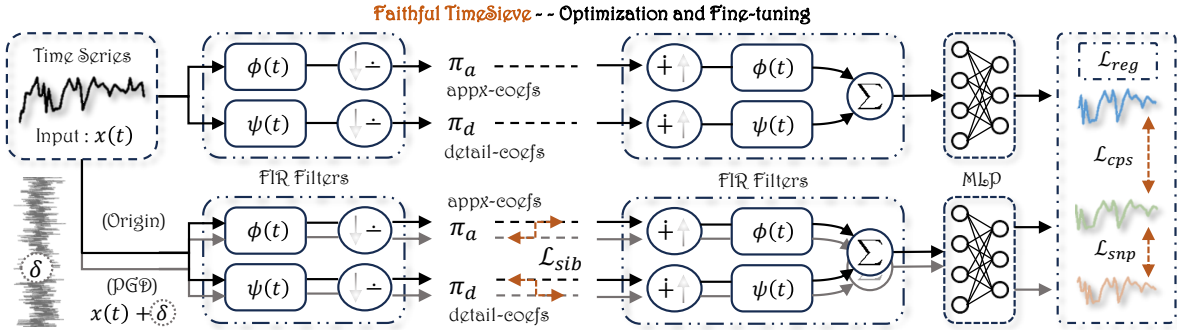 Faithful TimeSieve -- Optimization and Fine-tuning
Time Series
Input : x(t)
ϕ(t)
↓ ÷
ψ(t)
↓ ÷
π_a
appx-coefs
π_d
detail-coefs
∔ ↑
ϕ(t)
∔ ↑
ψ(t)
∑
ℒ_reg
ℒ_cps
FIR Filters
FIR Filters
MLP
(Origin)
(PGD)
x(t) + δ
δ
ϕ(t)
↓ ÷
ψ(t)
↓ ÷
appx-coefs
π_a
ℒ_sib
π_d
detail-coefs
∔ ↑
ϕ(t)
∔ ↑
ψ(t)
∑
ℒ_snp